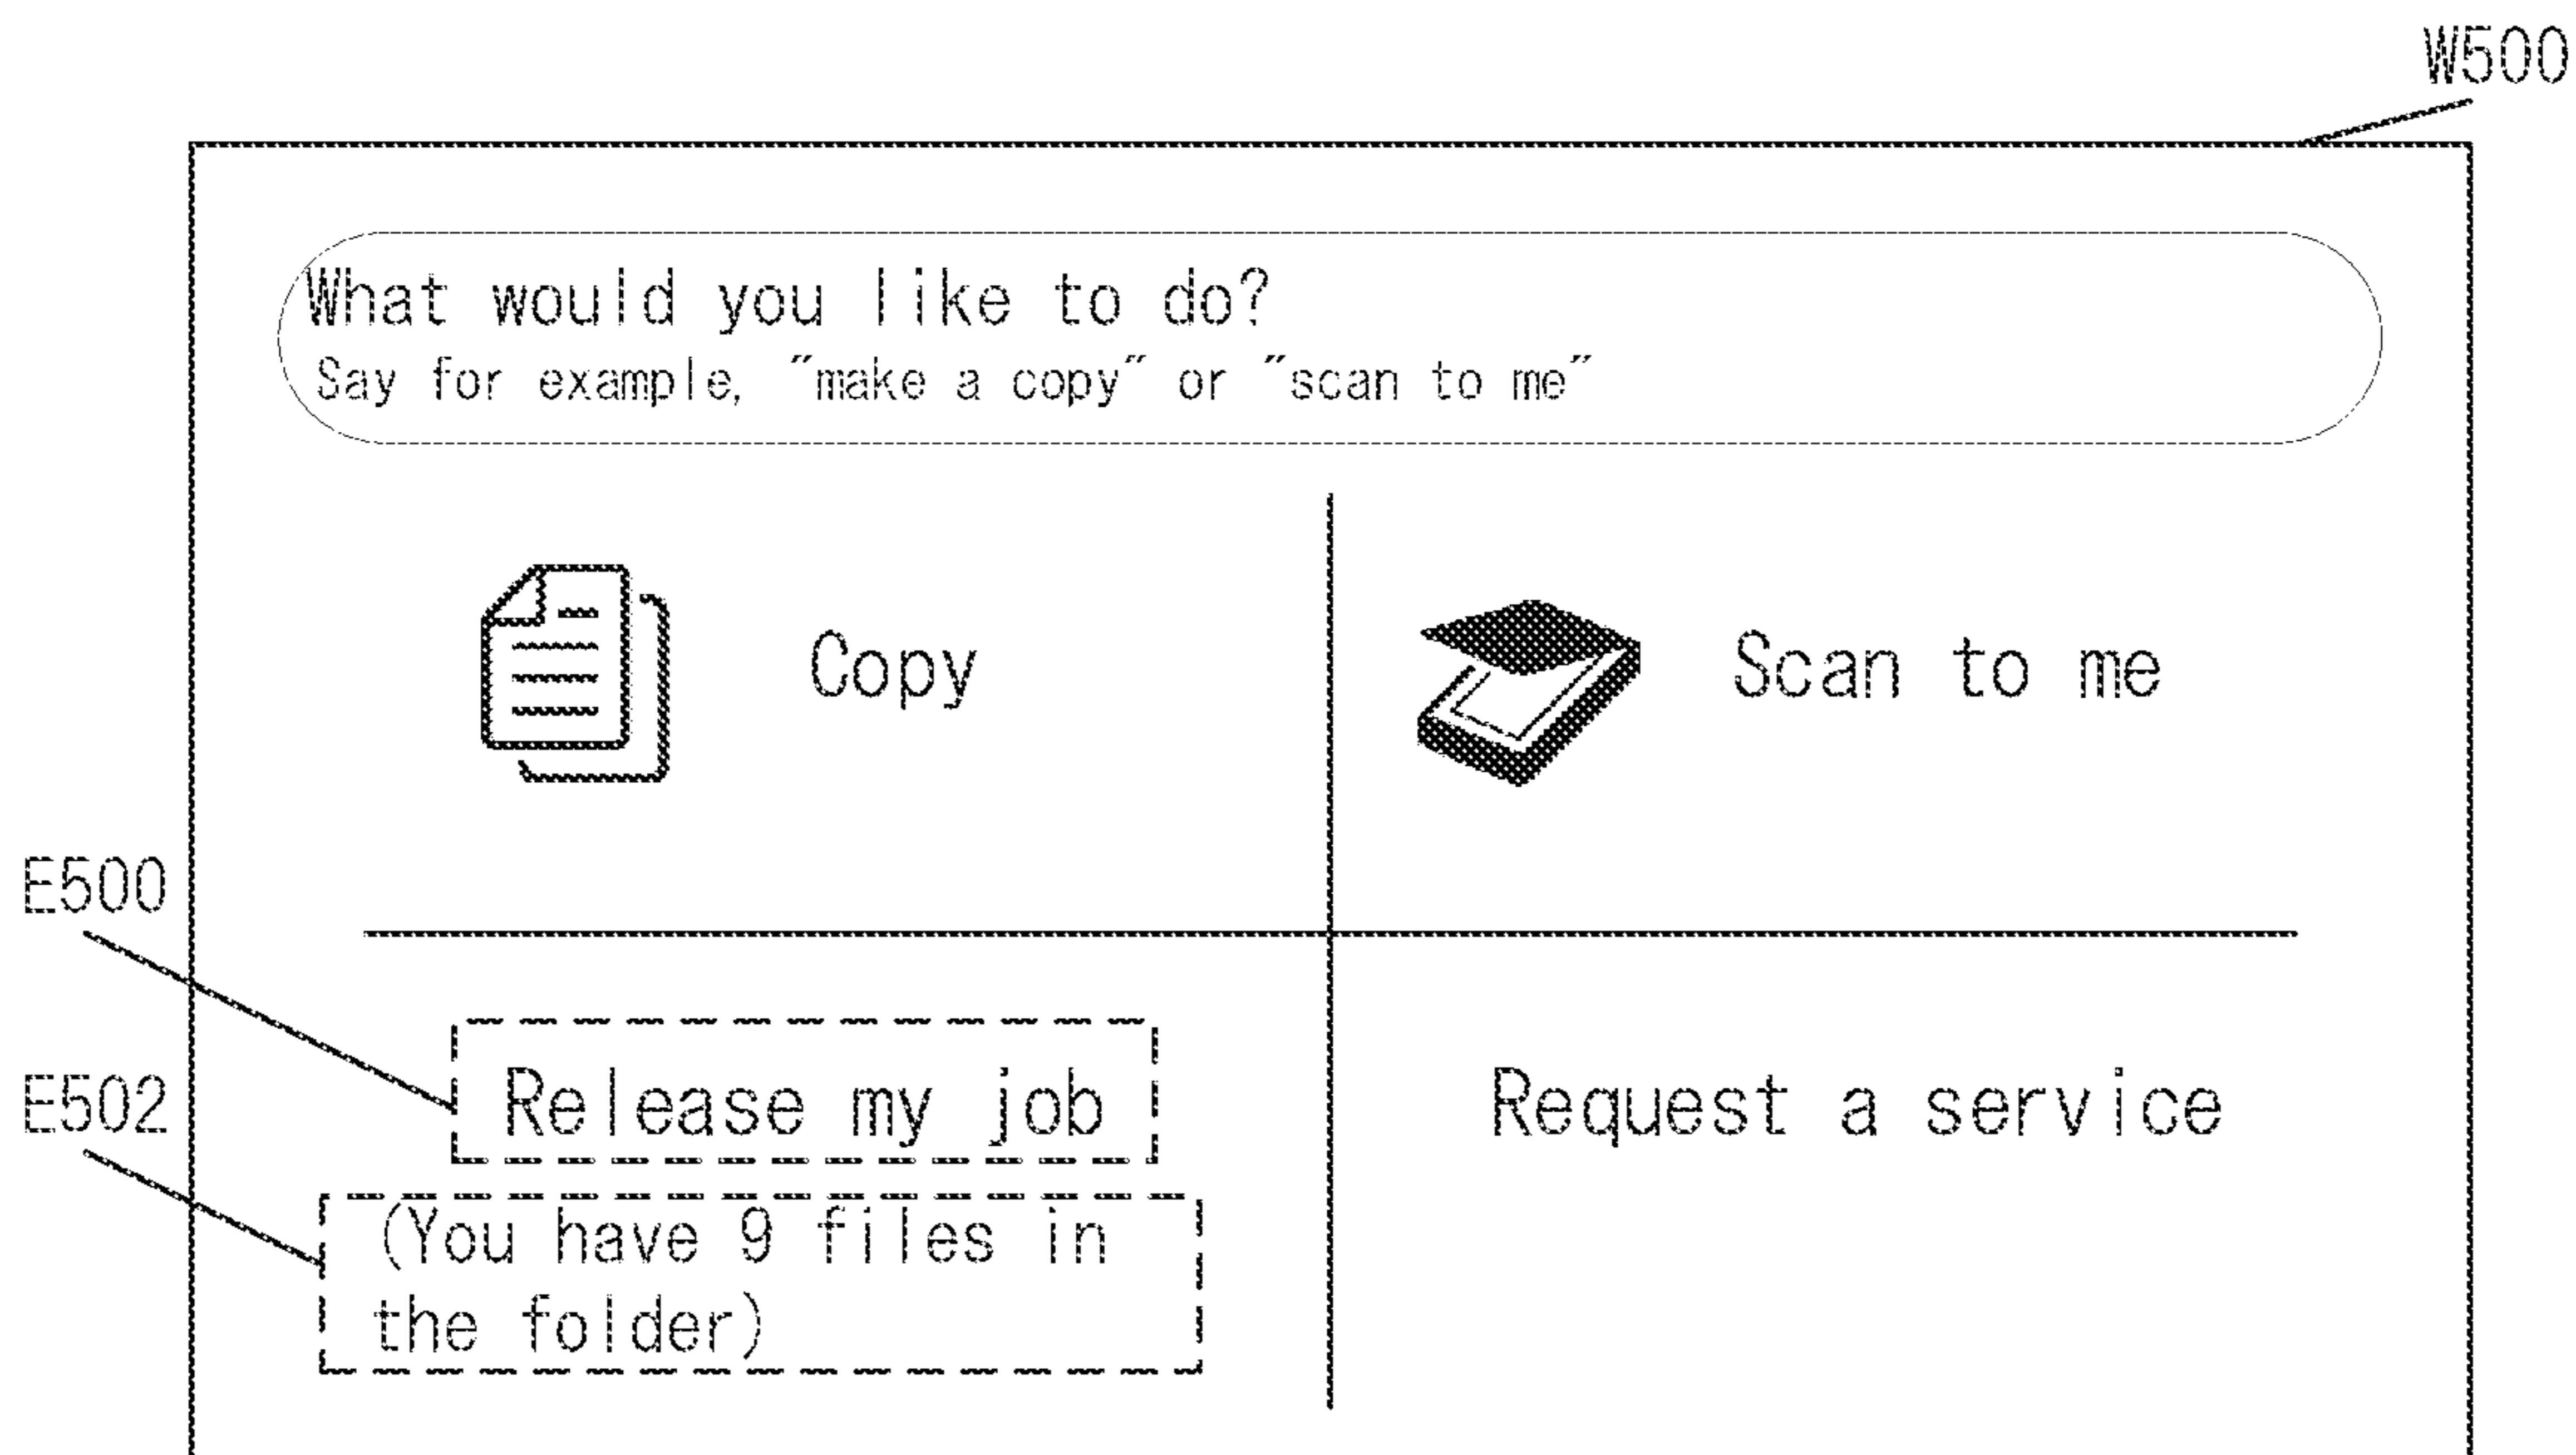 W500
What would you like to do?
Say for example, "make a copy" or "scan to me"
Copy
Scan to me
E500
Release my job
Request a service
E502
(You have 9 files in
the folder)